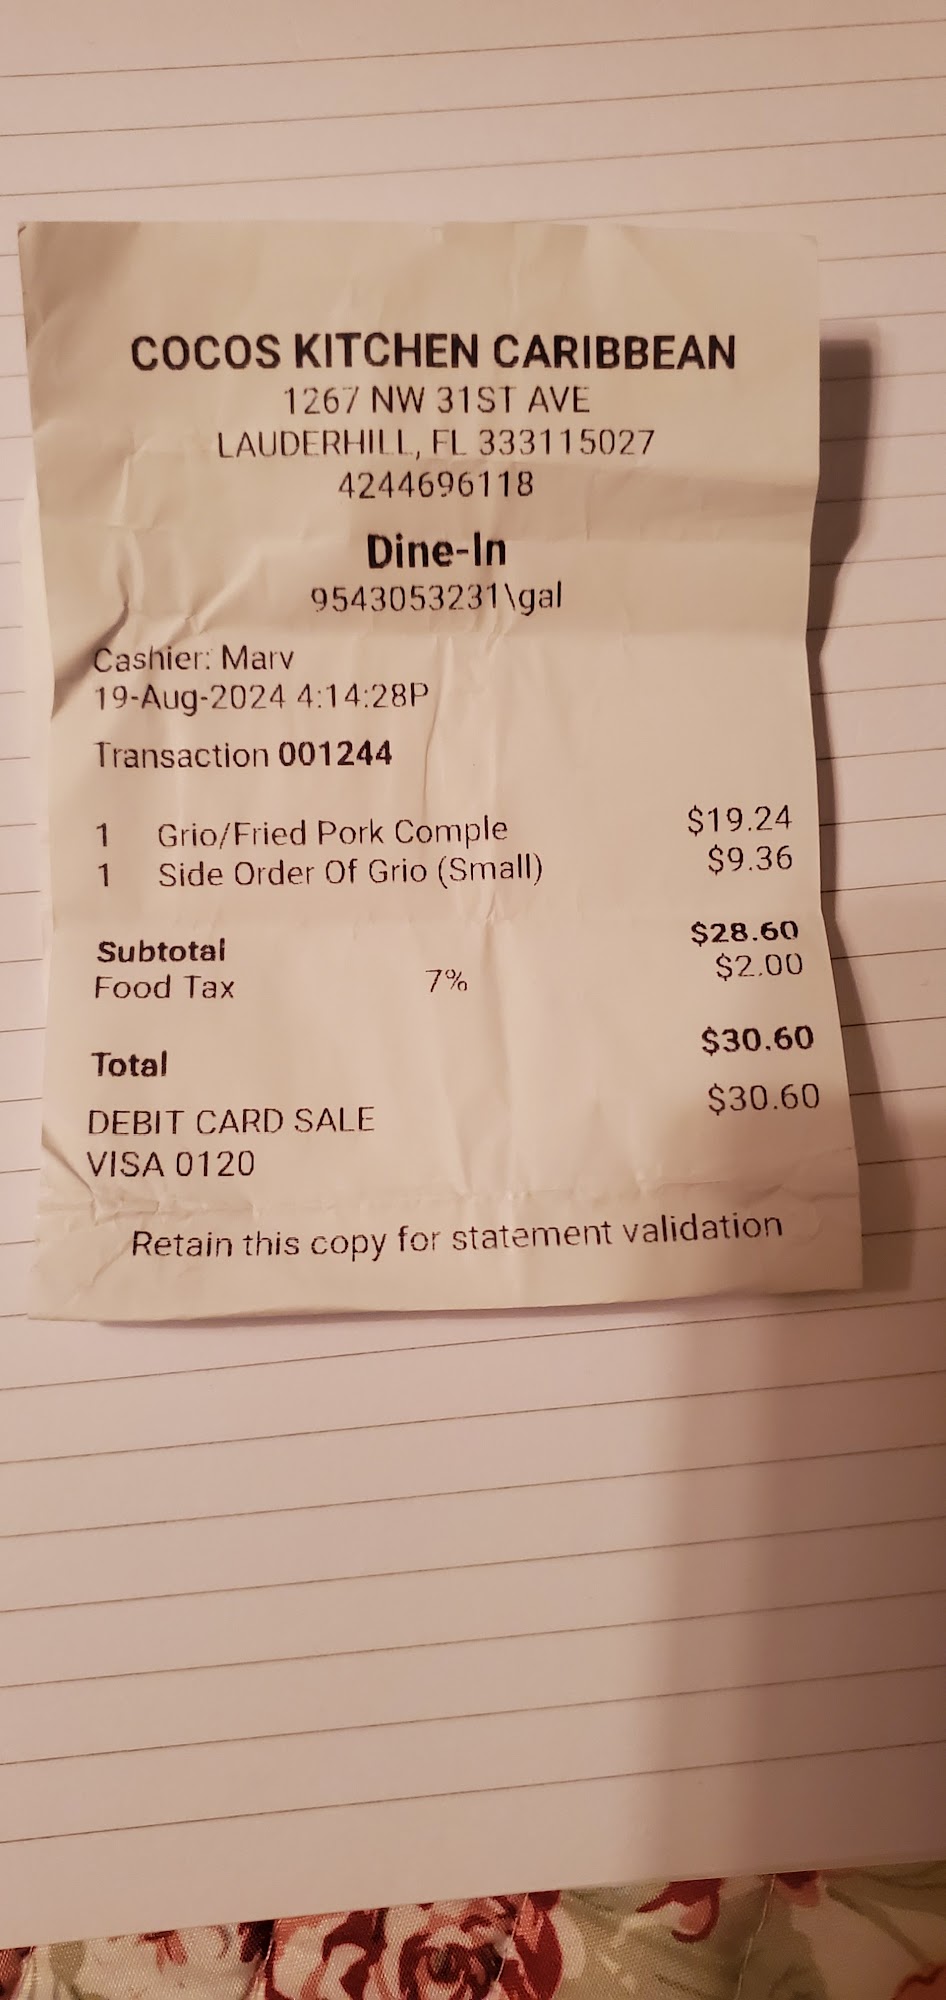 COCOS KITCHEN CARIBBEAN
1267 NW 31ST AVE
LAUDERHILL, FL 333115027
4244696118
Dine-In
9543053231\gal
Cashier: Marv
19-Aug-2024 4:14:28P
Transaction 001244
1 Grio/Fried Pork Comple $19.24
1 Side Order Of Grio (Small) $9.36
Subtotal $28.60
Food Tax 7% $2.00
Total $30.60
DEBIT CARD SALE $30.60
VISA 0120
Retain this copy for statement validation